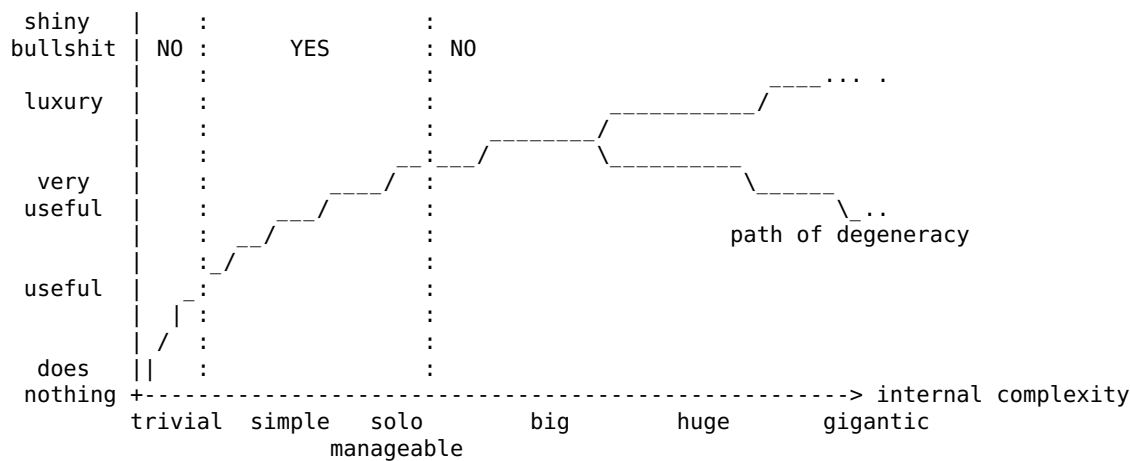 shiny
bullshit NO YES NO
luxury
very
useful
path of degeneracy
useful
does
nothing internal complexity
trivial simple solo big huge gigantic
manageable